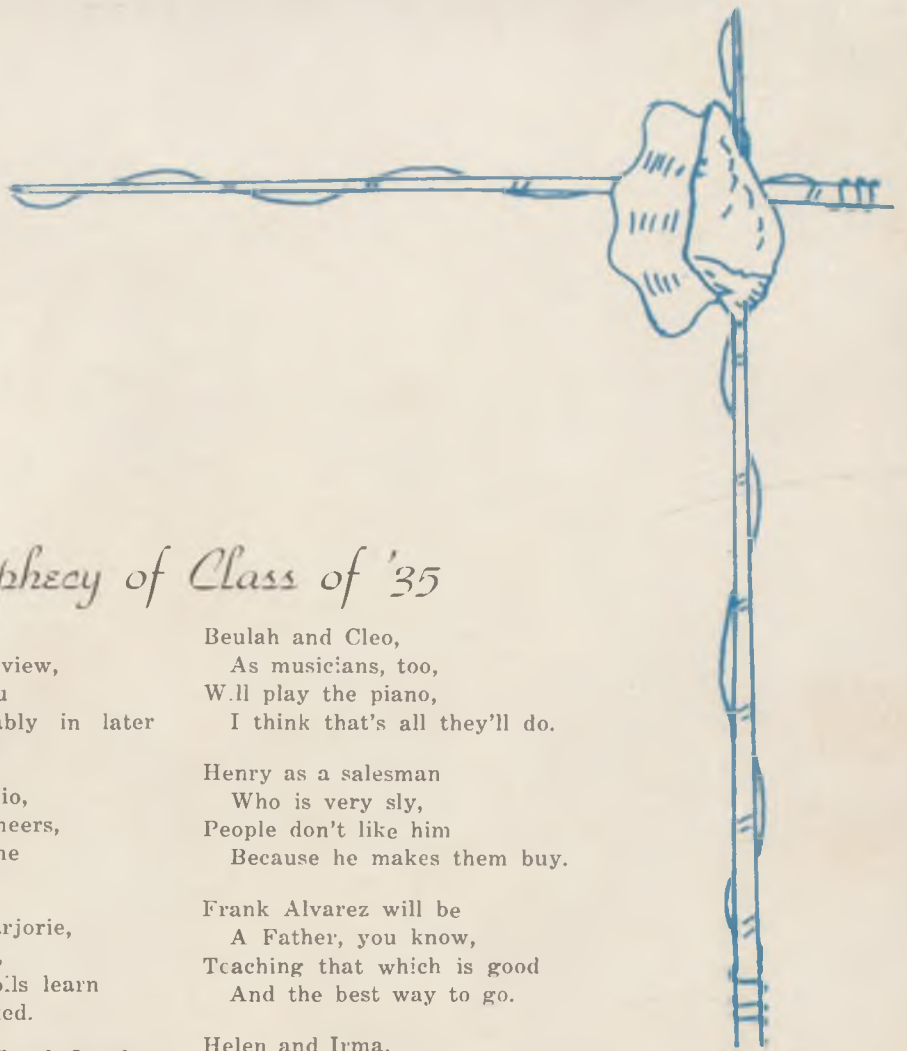 phecy of Class of '35
view,
u
ably in later
io,
neers,
ne
rjorie,
ils learn
ed.
Beulah and Cleo,
As musicians, too,
W.ll play the piano,
I think that's all they'll do.
Henry as a salesman
Who is very sly,
People don't like him
Because he makes them buy.
Frank Alvarez will be
A Father, you know,
Teaching that which is good
And the best way to go.
Helen and Irma,